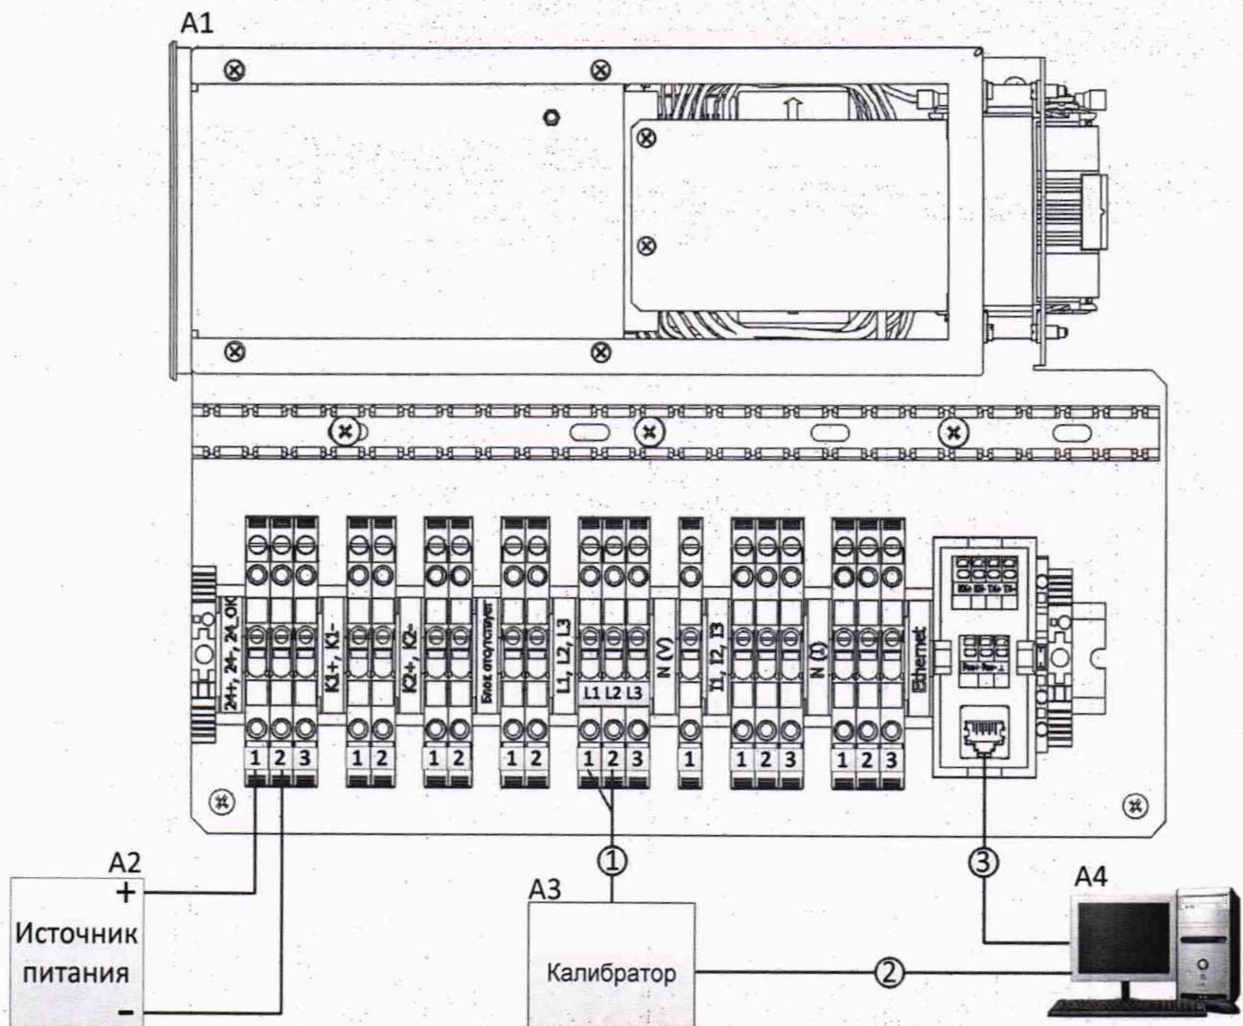 A1
24+, 24-, 24_OK
K1+, K1-
K2+, K2-
Блок отсутствует
L1, L2, L3
N (V)
I1, I2, I3
N (I)
Ethernet
L1 L2 L3
1 2 3
1 2
1 2
1 2
1 2 3
1
1 2 3
1 2 3
1
3
A2
+
Источник
питания
-
A3
Калибратор
2
A4